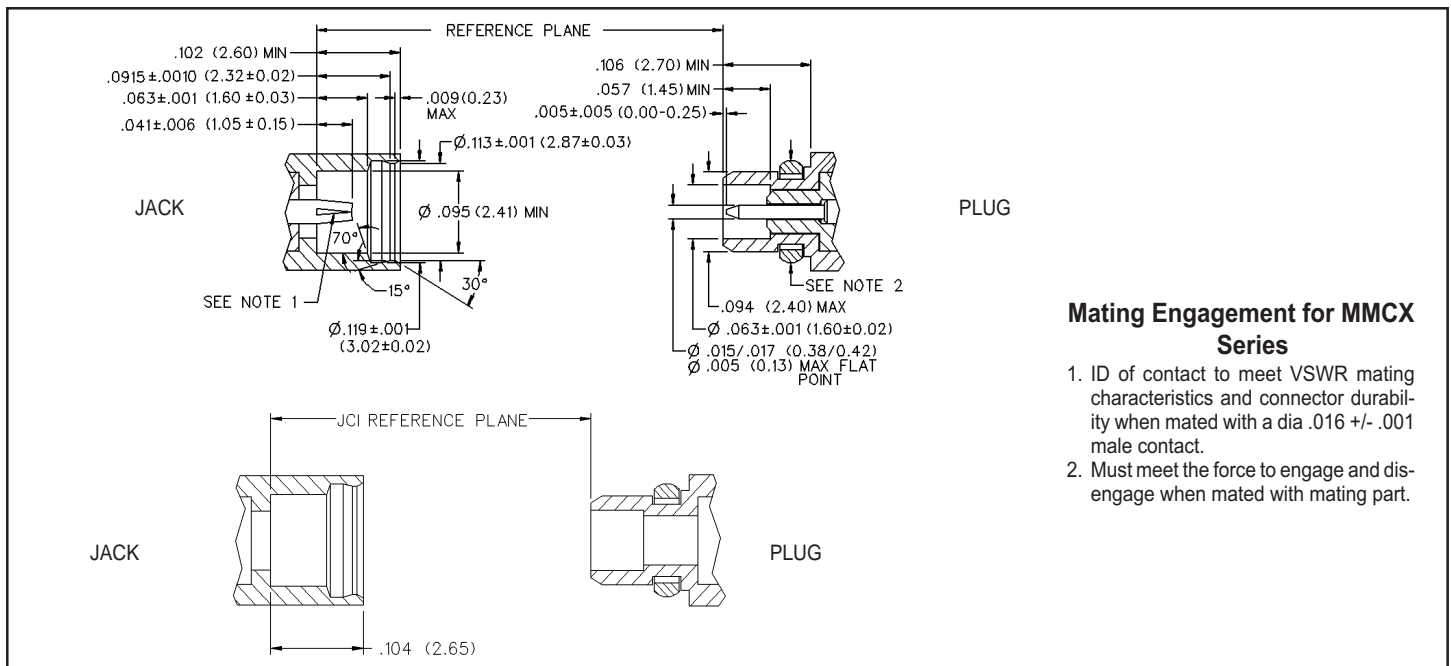 REFERENCE PLANE
.102 (2.60) MIN
.0915±.0010 (2.32±0.02)
.063±.001 (1.60±0.03)
.041±.006 (1.05±0.15)
.009(0.23)
MAX
Ø.113±.001 (2.87±0.03)
.106 (2.70) MIN
.057 (1.45) MIN
.005±.005 (0.00-0.25)
JACK
Ø .095 (2.41) MIN
PLUG
70°
30°
15°
SEE NOTE 1
Ø.119±.001
(3.02±0.02)
SEE NOTE 2
.094 (2.40) MAX
Ø .063±.001 (1.60±0.02)
Ø .015/.017 (0.38/0.42)
Ø .005 (0.13) MAX FLAT
POINT
Mating Engagement for MMCX
Series
1. ID of contact to meet VSWR mating
characteristics and connector durabil-
ity when mated with a dia .016 +/- .001
male contact.
2. Must meet the force to engage and dis-
engage when mated with mating part.
JCI REFERENCE PLANE
JACK
PLUG
.104 (2.65)